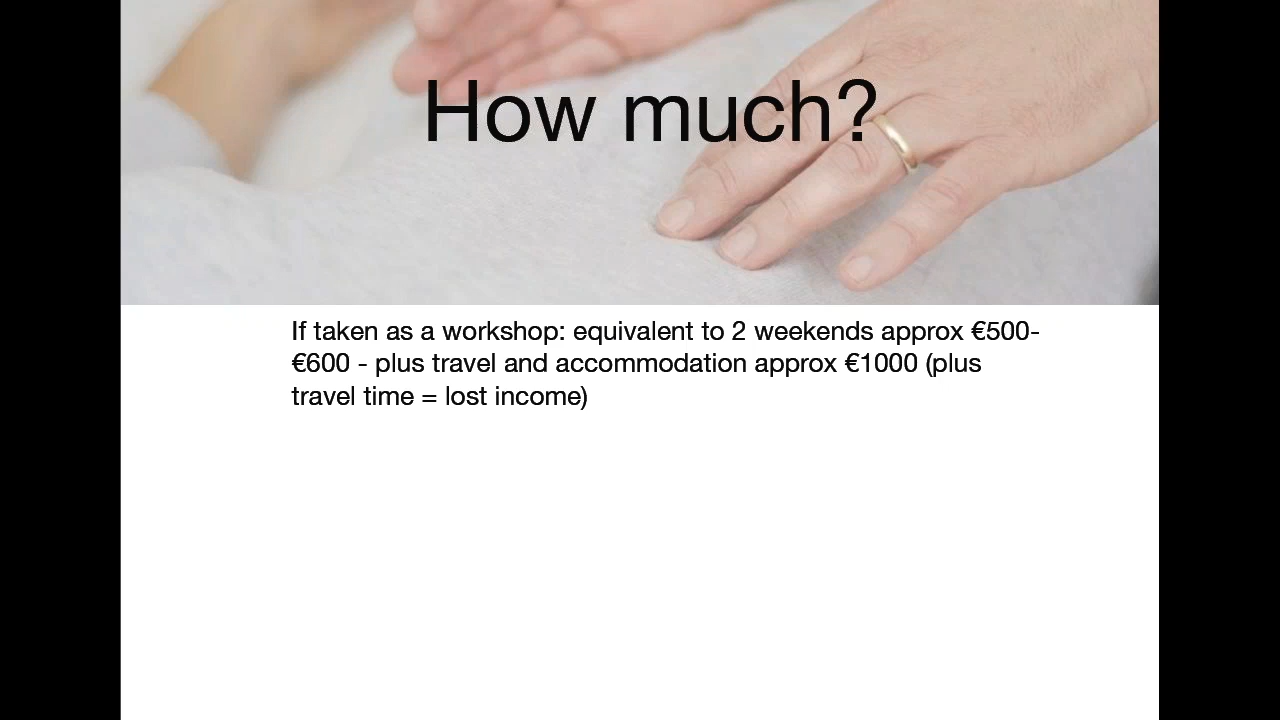 How much?
If taken as a workshop: equivalent to 2 weekends approx €500-
€600 - plus travel and accommodation approx €1000 (plus
travel time = lost income)